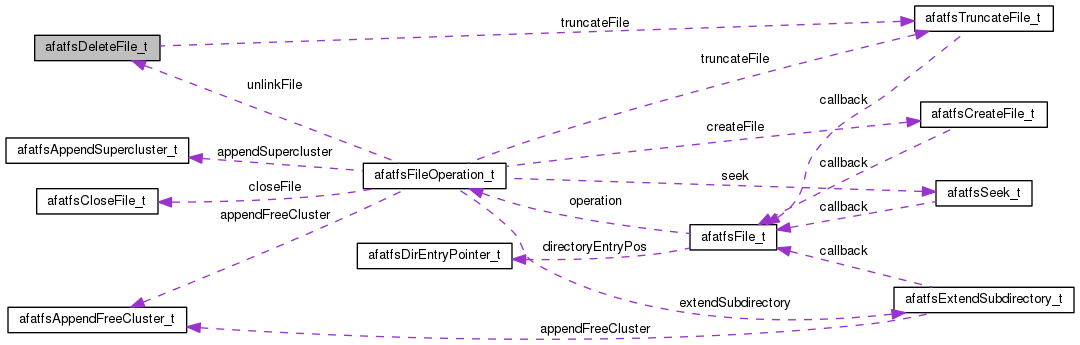 afatfsDeleteFile_t
truncateFile
afatfsTruncateFile_t
truncateFile
unlinkFile
callback
afatfsCreateFile_t
createFile
afatfsAppendSupercluster_t
appendSupercluster
callback
afatfsFileOperation_t
seek
afatfsSeek_t
closeFile
afatfsCloseFile_t
operation
callback
appendFreeCluster
afatfsFile_t
directoryEntryPos
afatfsDirEntryPointer_t
callback
extendSubdirectory
afatfsExtendSubdirectory_t
afatfsAppendFreeCluster_t
appendFreeCluster